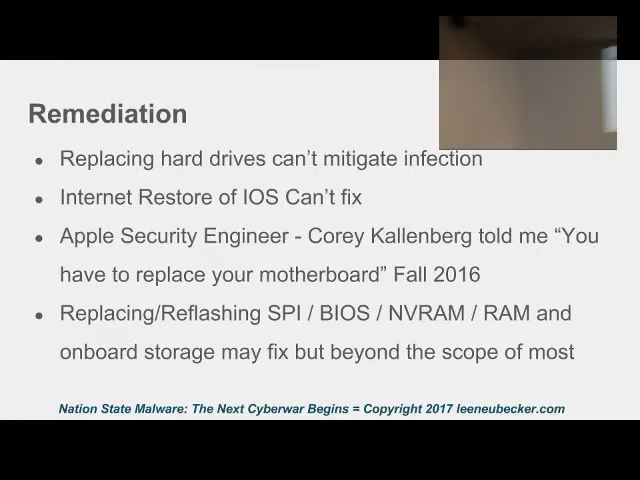 Remediation
● Replacing hard drives can't mitigate infection
● Internet Restore of IOS Can't fix
● Apple Security Engineer - Corey Kallenberg told me “You
have to replace your motherboard” Fall 2016
● Replacing/Reflashing SPI / BIOS / NVRAM / RAM and
onboard storage may fix but beyond the scope of most
Nation State Malware: The Next Cyberwar Begins = Copyright 2017 leeneubecker.com